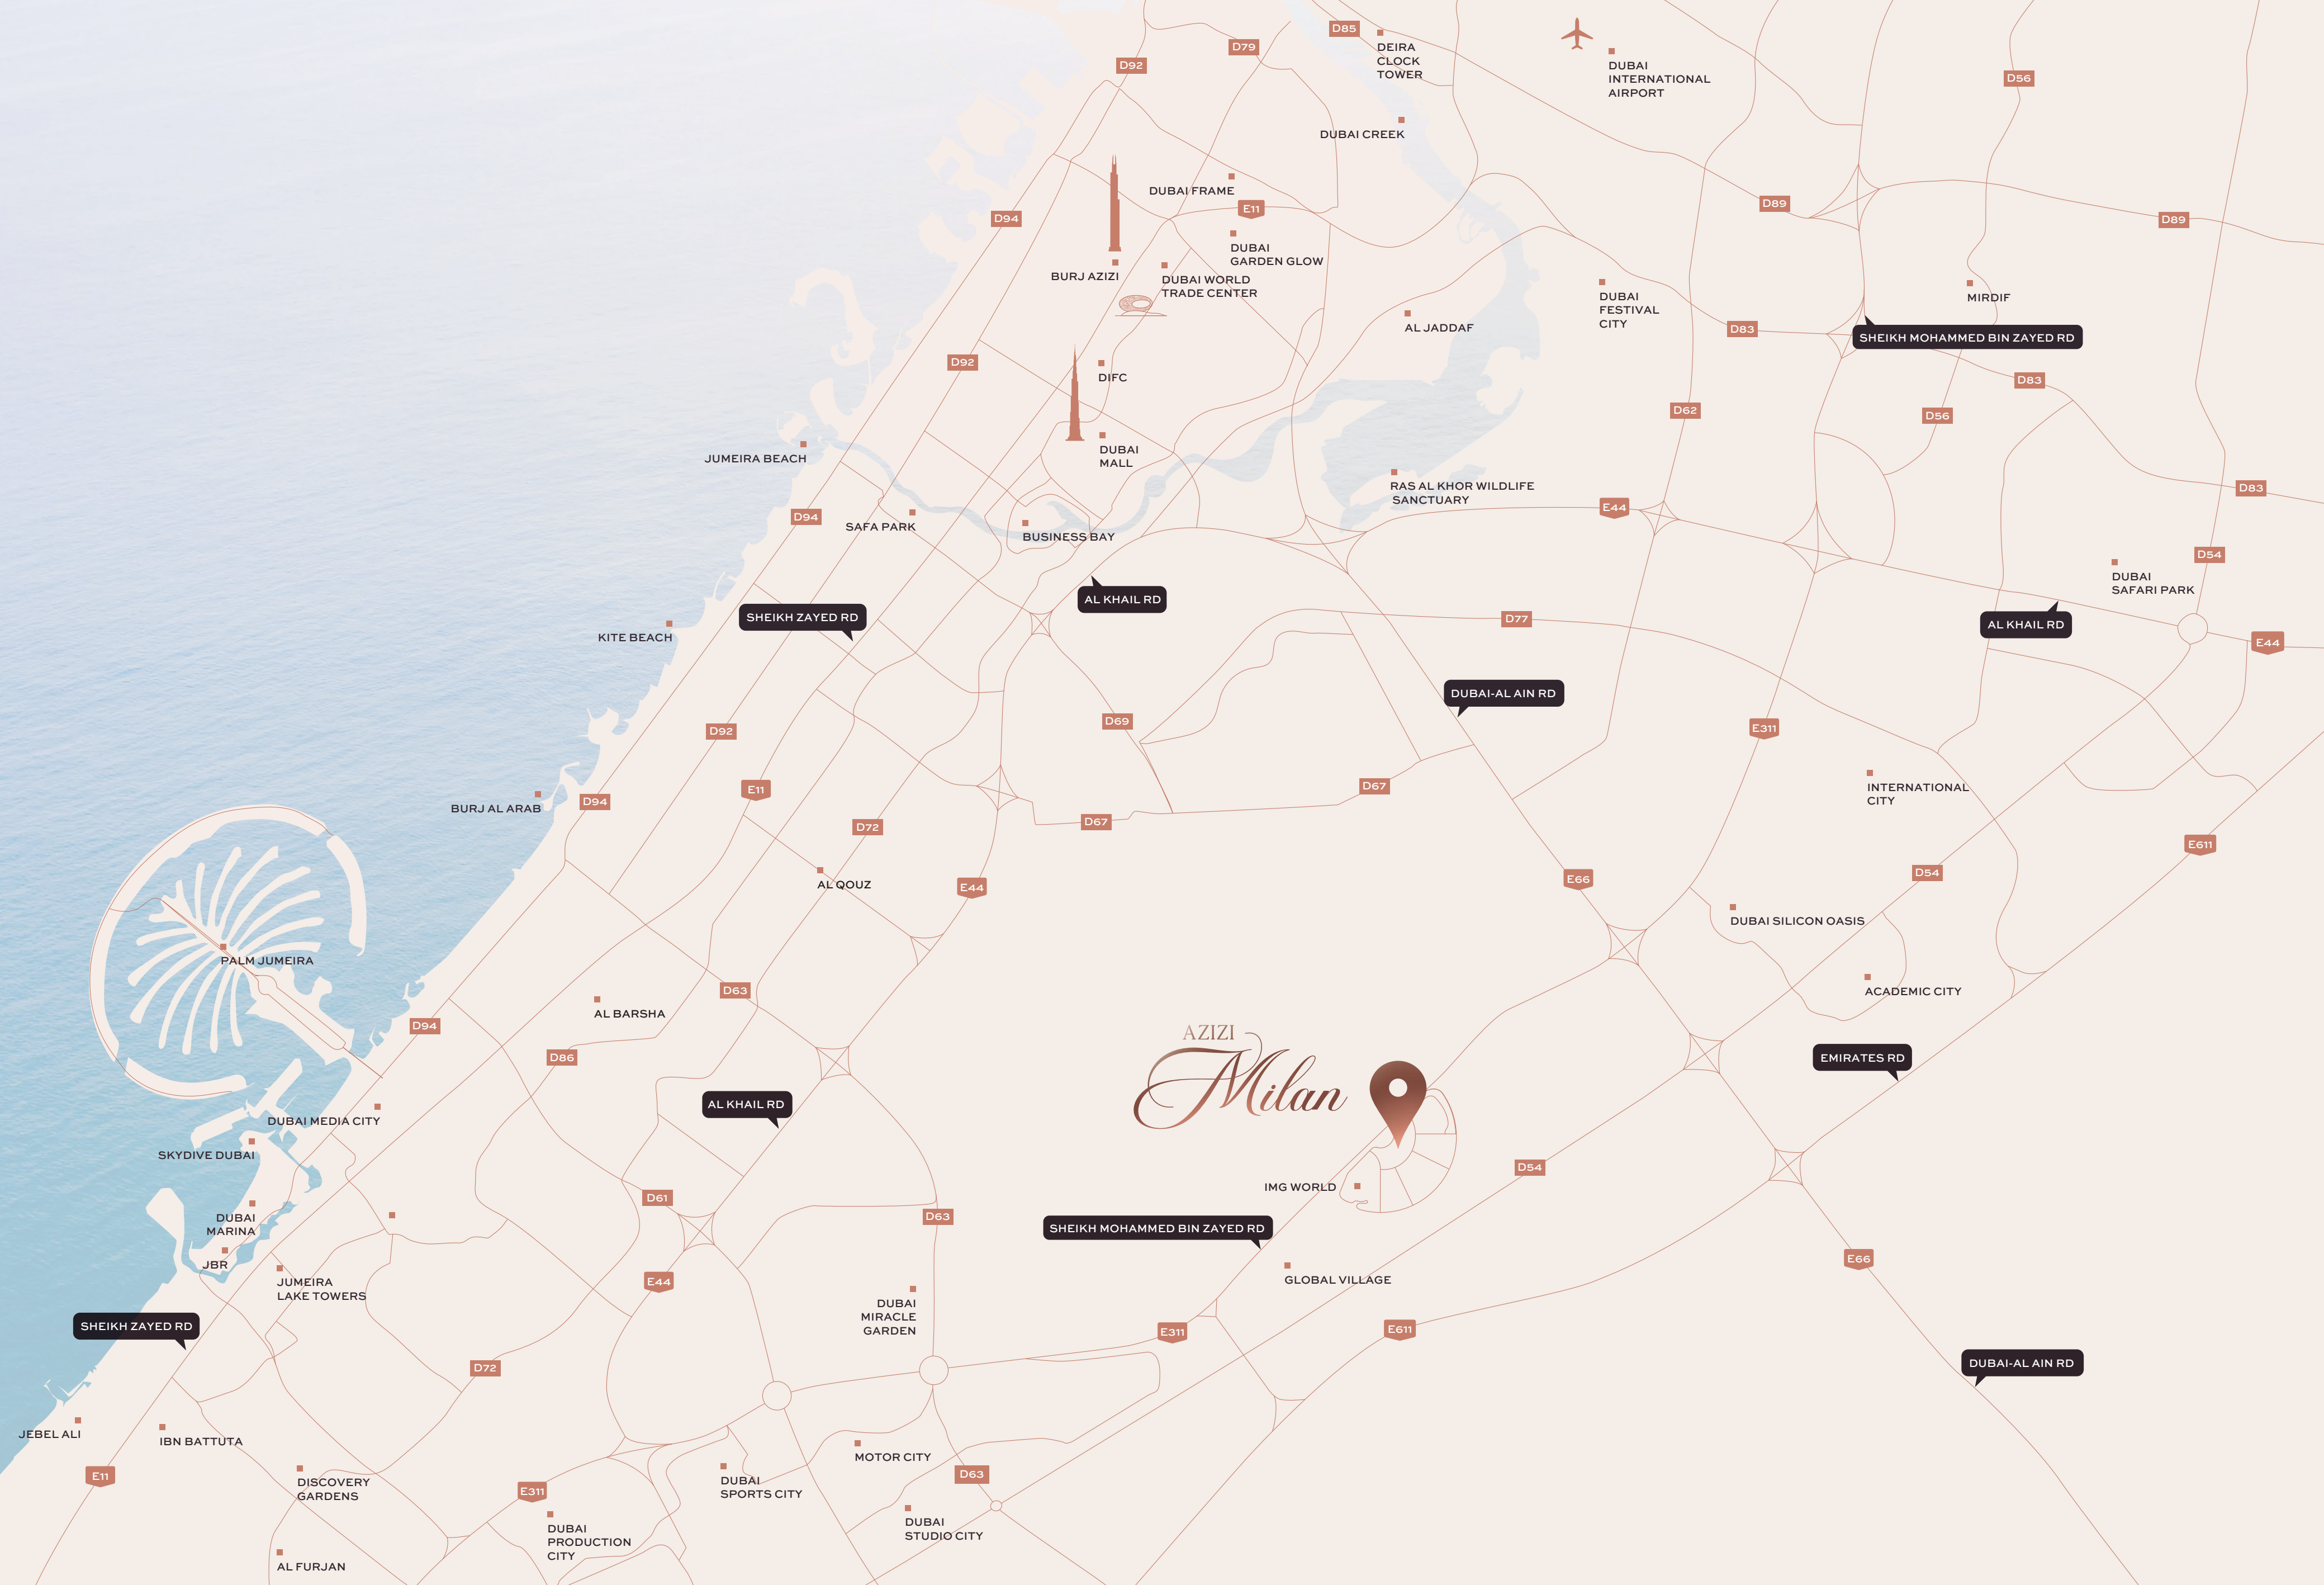 D85
DEIRA
CLOCK
TOWER
D79
D92
DUBAI
INTERNATIONAL
AIRPORT
D56
DUBAI CREEK
DUBAI FRAME
E11
D94
D89
D89
DUBAI
GARDEN GLOW
BURJ AZIZI
DUBAI WORLD
TRADE CENTER
DUBAI
FESTIVAL
CITY
MIRDIF
AL JADDAF
D83
SHEIKH MOHAMMED BIN ZAYED RD
D92
DIFC
D83
D62
D56
DUBAI
MALL
JUMEIRA BEACH
RAS AL KHOR WILDLIFE
SANCTUARY
D83
E44
D94
SAFA PARK
BUSINESS BAY
D54
DUBAI
SAFARI PARK
AL KHAIL RD
SHEIKH ZAYED RD
D77
AL KHAIL RD
KITE BEACH
E44
DUBAI-AL AIN RD
D69
D92
E311
E11
D67
INTERNATIONAL
CITY
D94
BURJ AL ARAB
D67
D72
E611
D54
E66
AL QOUZ
E44
DUBAI SILICON OASIS
PALM JUMEIRA
D63
ACADEMIC CITY
AL BARSHA
D94
AZIZI
Milan
D86
EMIRATES RD
AL KHAIL RD
DUBAI MEDIA CITY
SKYDIVE DUBAI
D54
IMG WORLD
D61
DUBAI
MARINA
D63
SHEIKH MOHAMMED BIN ZAYED RD
E66
JBR
JUMEIRA
LAKE TOWERS
E44
GLOBAL VILLAGE
DUBAI
MIRACLE
GARDEN
SHEIKH ZAYED RD
E311
E611
D72
DUBAI-AL AIN RD
JEBEL ALI
IBN BATTUTA
MOTOR CITY
E11
DISCOVERY
GARDENS
DUBAI
SPORTS CITY
D63
E311
DUBAI
STUDIO CITY
DUBAI
PRODUCTION
CITY
AL FURJAN